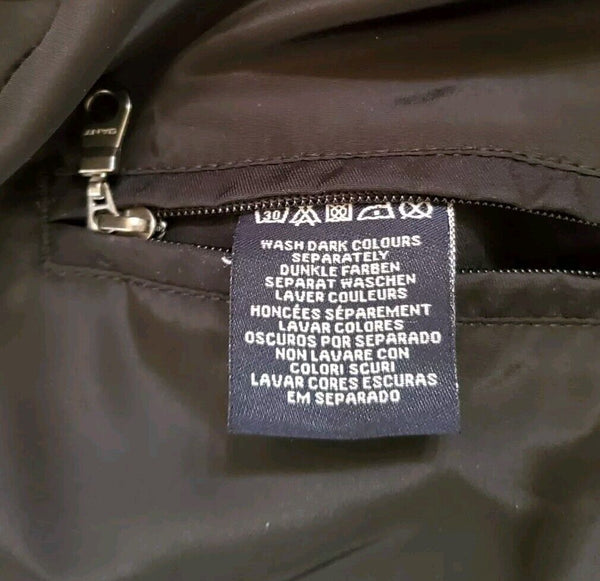 GANT
30
WASH DARK COLOURS
SEPARATELY
DUNKLE FARBEN
SEPARAT WASCHEN
LAVER COULEURS
HONCÉES SÉPAREMENT
LAVAR COLORES
OSCUROS POR SEPARADO
NON LAVARE CON
COLORI SCURI
LAVAR CORES ESCURAS
EM SEPARADO